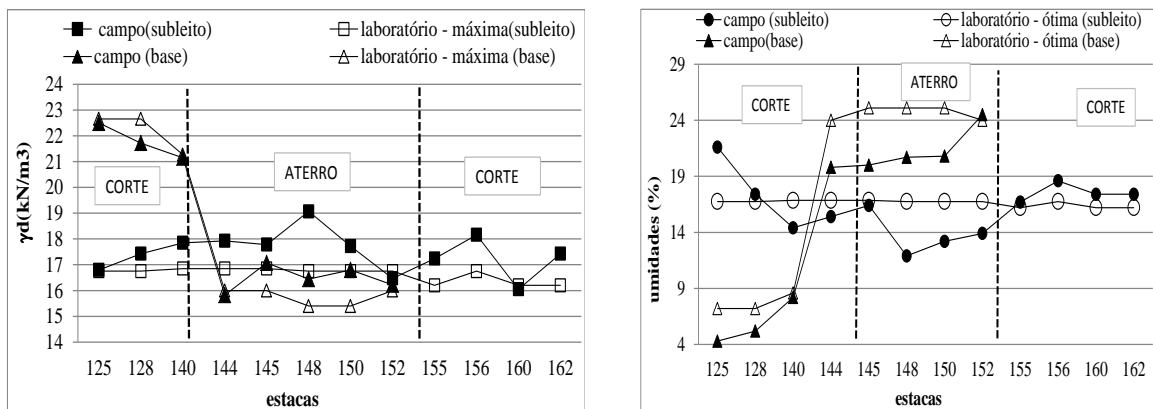 campo(subleito) laboratório - máxima(subleito)
campo (base) laboratório - máxima (base)
24
23
22
21
20
19
18
17
16
15
14
γd(kN/m3)
CORTE
ATERRO
CORTE
125 128 140 144 145 148 150 152 155 156 160 162
estacas
campo (subleito) laboratório - ótima (subleito)
campo(base) laboratório - ótima (base)
29
24
19
14
9
4
umidades (%)
CORTE
ATERRO
CORTE
125 128 140 144 145 148 150 152 155 156 160 162
estacas